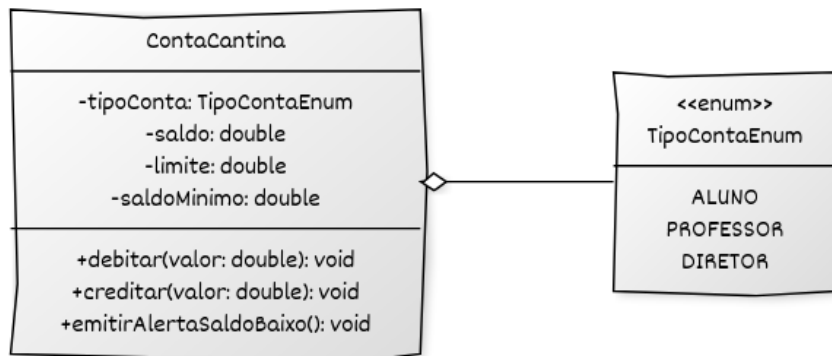 ContaCantina
-tipoConta: TipoContaEnum
-saldo: double
-limite: double
-saldoMinimo: double
+debitar(valor: double): void
+creditar(valor: double): void
+emitirAlertaSaldoBaixo(): void
<<enum>>
TipoContaEnum
ALUNO
PROFESSOR
DIRETOR